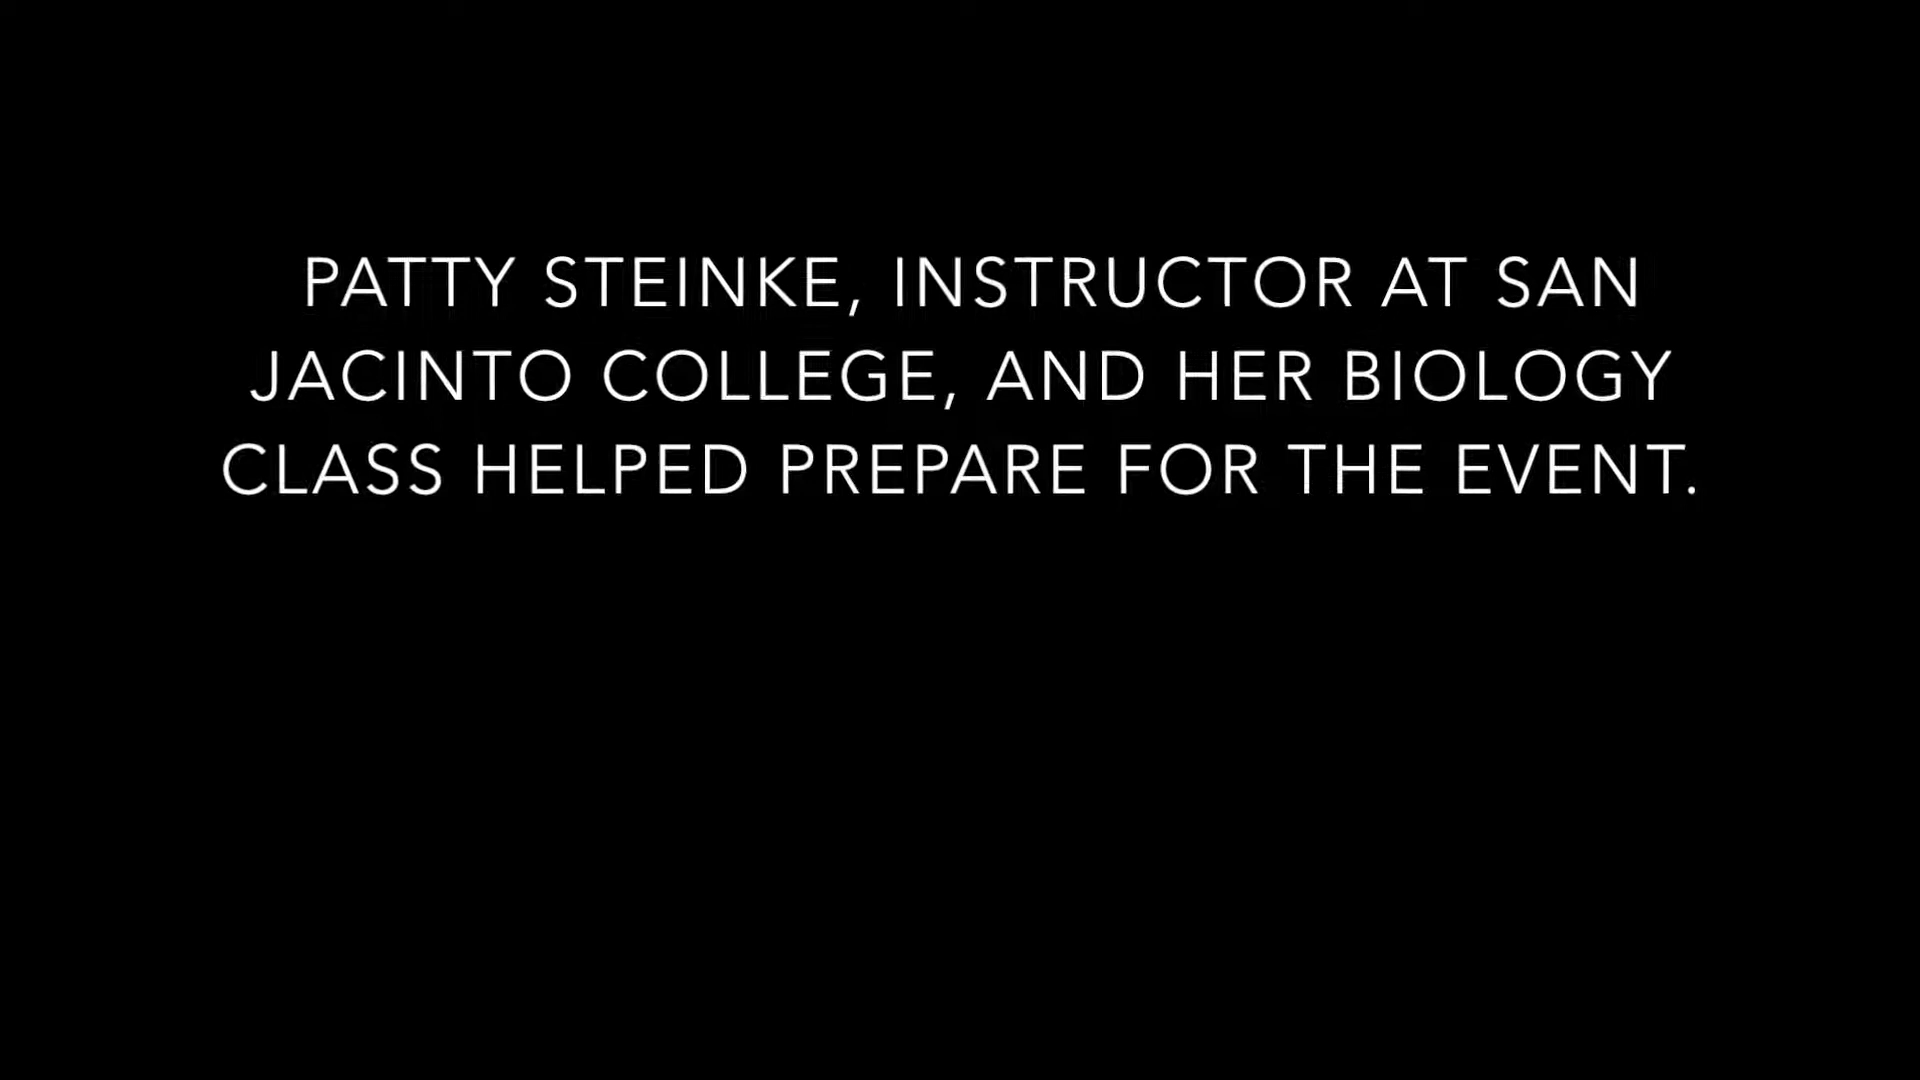 PATTY STEINKE, INSTRUCTOR AT SAN
JACINTO COLLEGE, AND HER BIOLOGY
CLASS HELPED PREPARE FOR THE EVENT.